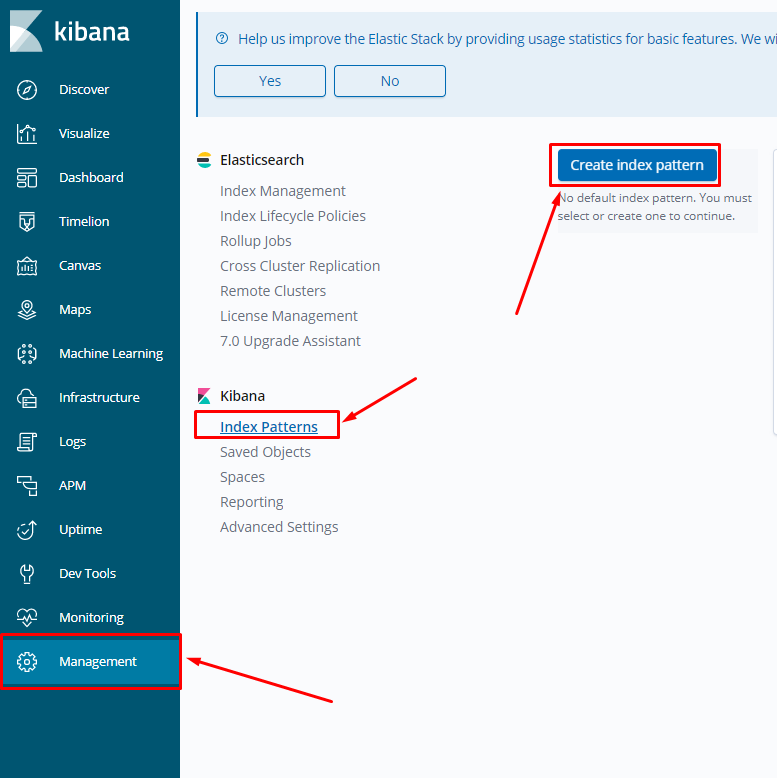 kibana
Discover
Visualize
Dashboard
Timelion
Canvas
Maps
Machine Learning
Infrastructure
Logs
APM
Uptime
Dev Tools
Monitoring
Management
Help us improve the Elastic Stack by providing usage statistics for basic features. We wi
Yes
No
Elasticsearch
Index Management
Index Lifecycle Policies
Rollup Jobs
Cross Cluster Replication
Remote Clusters
License Management
7.0 Upgrade Assistant
Kibana
Index Patterns
Saved Objects
Spaces
Reporting
Advanced Settings
Create index pattern
No default index pattern. You must
select or create one to continue.